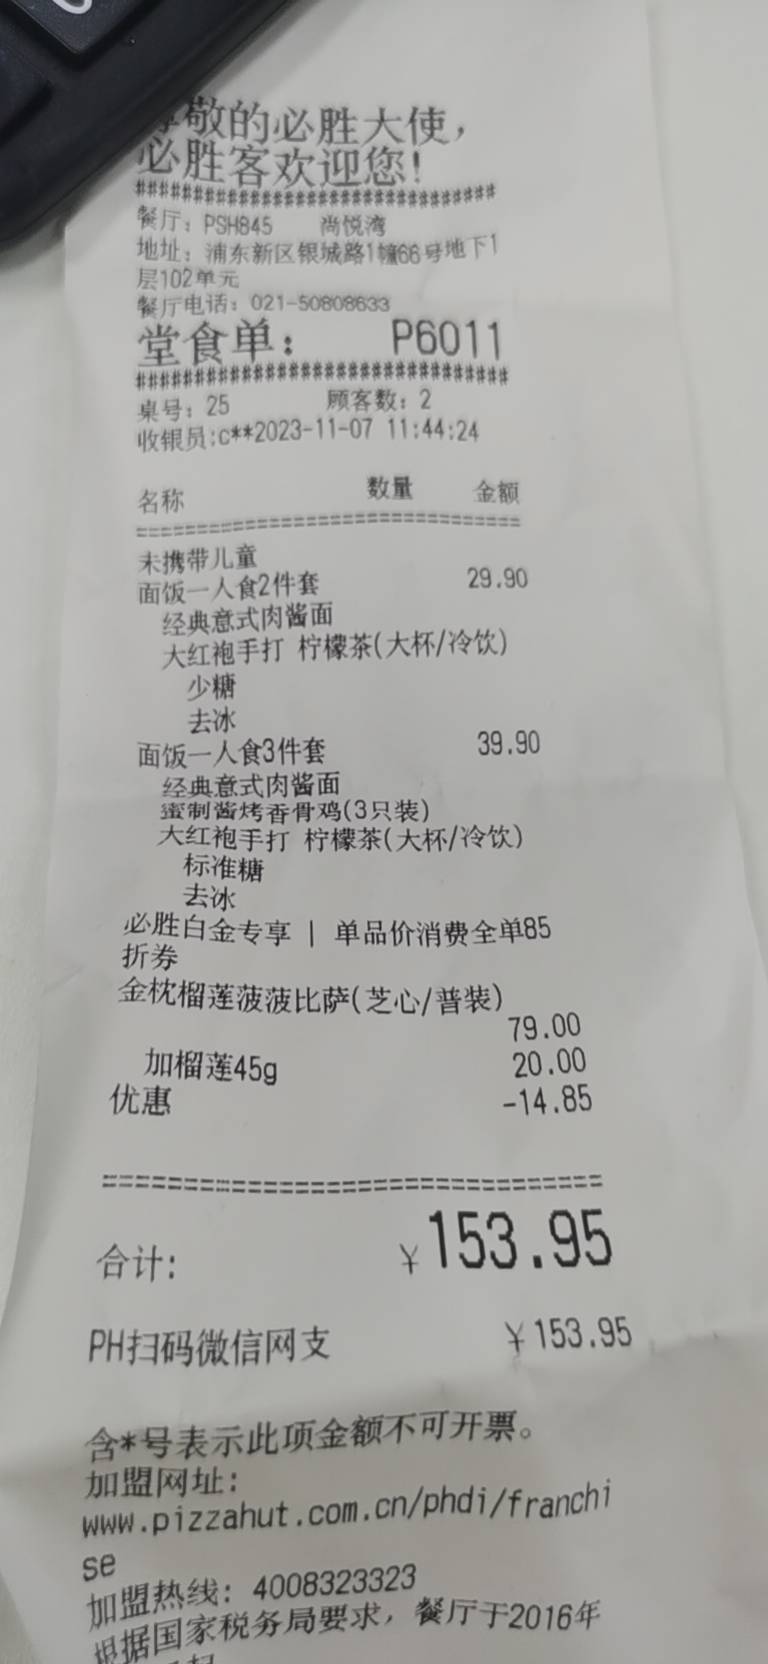 尊敬的必胜大使，
必胜客欢迎您！
################################
餐厅：PSH845 尚悦湾
地址：浦东新区银城路1幢66号地下1
层102单元
餐厅电话：021-50808633
堂食单： P6011
################################
桌号：25 顾客数：2
收银员:c**2023-11-07 11:44:24
名称 数量 金额
================================
未携带儿童
面饭一人食2件套 29.90
经典意式肉酱面
大红袍手打 柠檬茶(大杯/冷饮)
少糖
去冰
面饭一人食3件套 39.90
经典意式肉酱面
蜜制酱烤香骨鸡(3只装)
大红袍手打 柠檬茶(大杯/冷饮)
标准糖
去冰
必胜白金专享 | 单品价消费全单85
折券
金枕榴莲菠菠比萨(芝心/普装)
79.00
加榴莲45g 20.00
优惠 -14.85
================================
合计: ￥153.95
PH扫码微信网支 ￥153.95
含*号表示此项金额不可开票。
加盟网址:
www.pizzahut.com.cn/phdi/franchi
se
加盟热线: 4008323323
根据国家税务局要求，餐厅于2016年